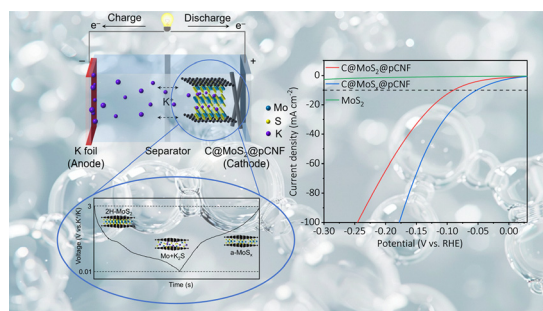 Charge
Discharge
e⁻
e⁻
−
+
K
Mo
S
K
K foil
(Anode)
Separator
C@MoS₂@pCNF
(Cathode)
3
Voltage (V vs.K⁺/K)
0.01
2H-MoS₂
Mo+K₂S
a-MoSₓ
Time (s)
C@MoS₂@pCNF
C@MoSₓ@pCNF
MoS₂
0
-20
-40
-60
-80
-100
Current density (mA cm⁻²)
-0.30 -0.25 -0.20 -0.15 -0.10 -0.05 0.00
Potential (V vs. RHE)